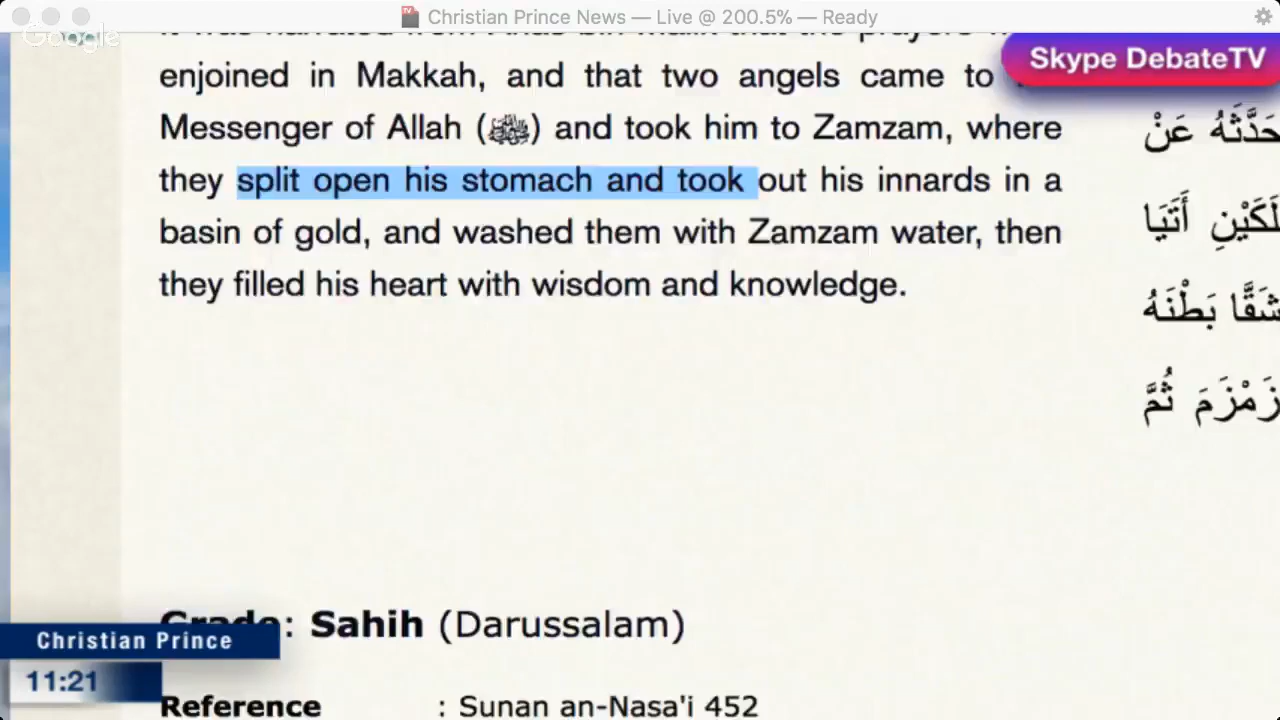 Christian Prince News — Live @ 200.5% — Ready
Google
Skype DebateTV
enjoined in Makkah, and that two angels came to
Messenger of Allah (ﷺ) and took him to Zamzam, where
they split open his stomach and took out his innards in a
basin of gold, and washed them with Zamzam water, then
they filled his heart with wisdom and knowledge.
حَدَّثَهُ عَنْ
أَتَيَا
شَقَّا بَطْنَهُ
زَمْزَمَ ثُمَّ
Grade: Sahih (Darussalam)
Christian Prince
11:21
Reference : Sunan an-Nasa'i 452